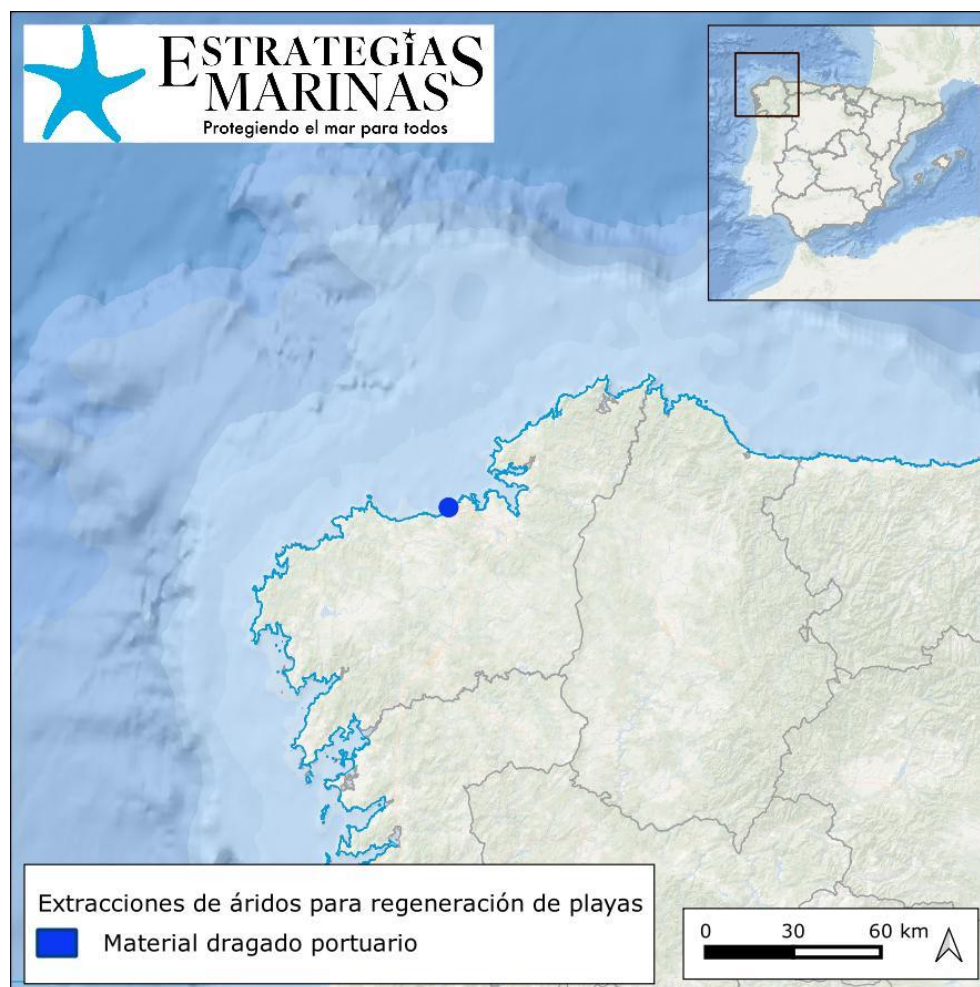 ESTRATEGIAS
MARINAS
Protegiendo el mar para todos
Extracciones de áridos para regeneración de playas
Material dragado portuario
0 30 60 km